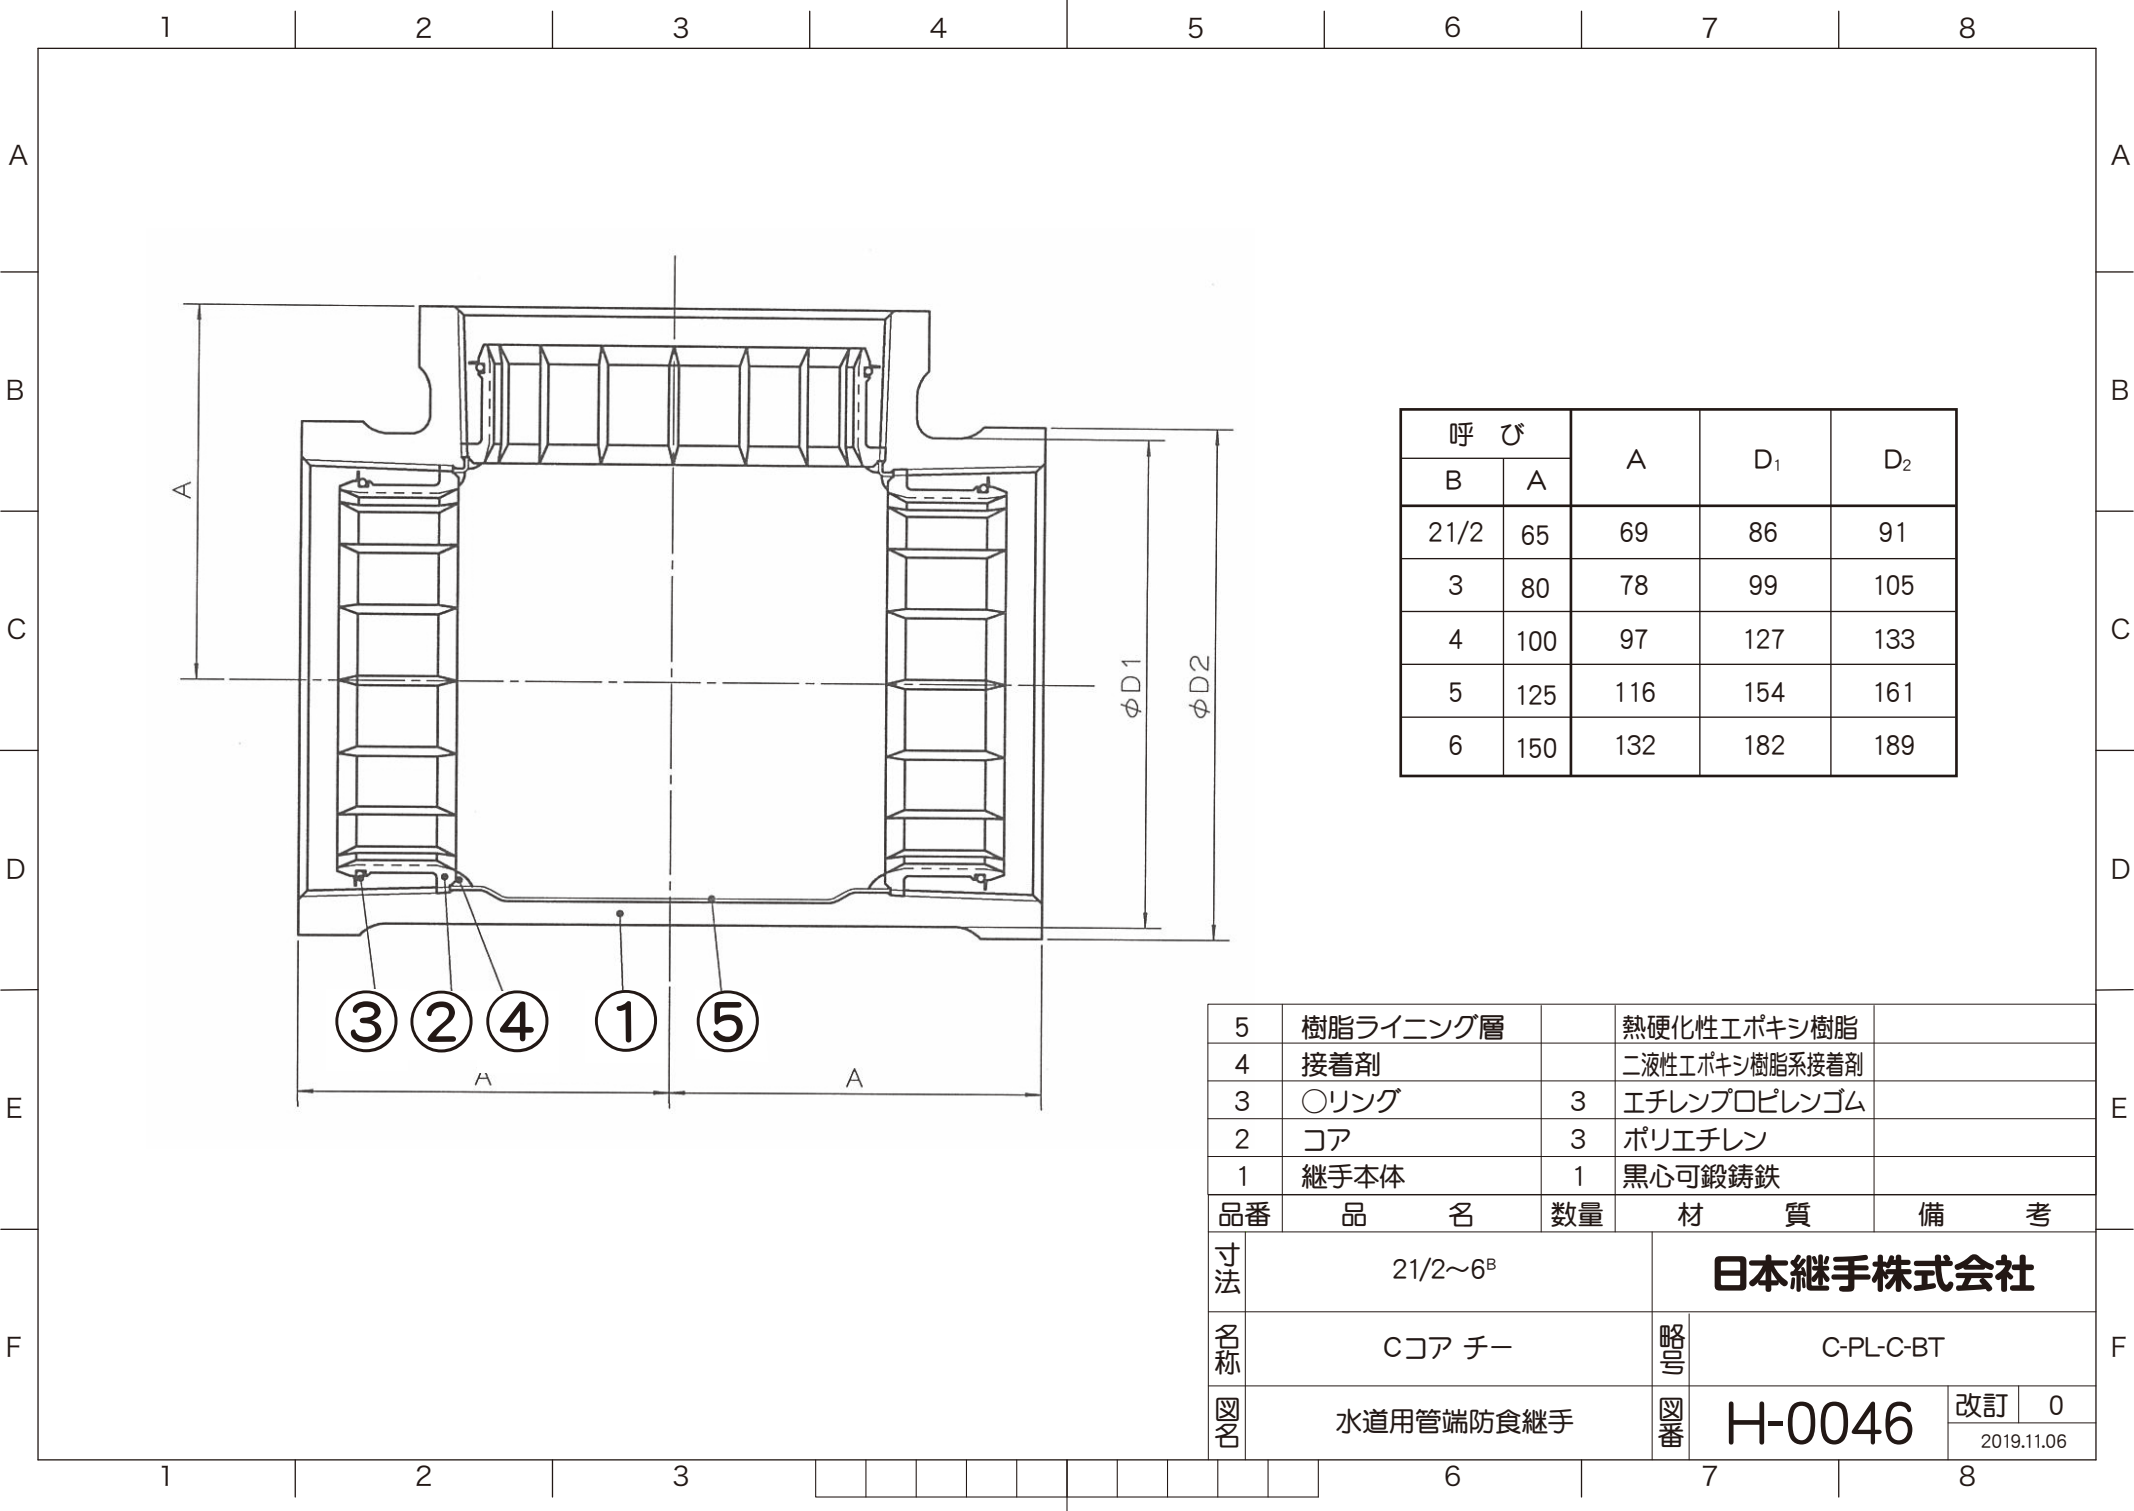 1 2 3 4 5 6 7 8
A A
B B
C C
D D
E E
F F
A
φD1
φD2
③ ② ④ ① ⑤
A A
呼 び A D₁ D₂
B A
21/2 65 69 86 91
3 80 78 99 105
4 100 97 127 133
5 125 116 154 161
6 150 132 182 189
5 樹脂ライニング層 熱硬化性エポキシ樹脂
4 接着剤 二液性エポキシ樹脂系接着剤
3 ○リング 3 エチレンプロピレンゴム
2 コア 3 ポリエチレン
1 継手本体 1 黒心可鍛鋳鉄
品番 品 名 数量 材 質 備 考
寸法 21/2～6ᴮ 日本継手株式会社
名称 Cコア チー 略号 C-PL-C-BT
図名 水道用管端防食継手 図番 H-0046 改訂 0
2019.11.06
1 2 3 6 7 8